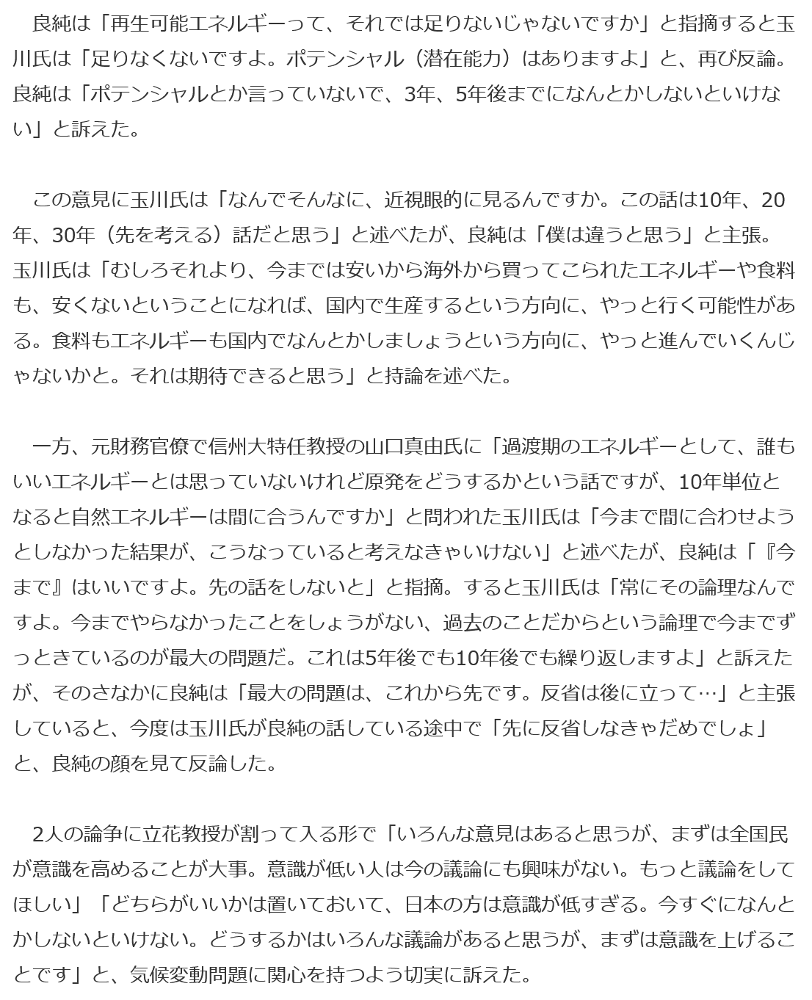 良純は「再生可能エネルギーって、それでは足りないじゃないですか」と指摘すると玉
川氏は「足りなくないですよ。ポテンシャル（潜在能力）はありますよ」と、再び反論。
良純は「ポテンシャルとか言っていないで、3年、5年後までになんとかしないといけな
い」と訴えた。

　この意見に玉川氏は「なんでそんなに、近視眼的に見るんですか。この話は10年、20
年、30年（先を考える）話だと思う」と述べたが、良純は「僕は違うと思う」と主張。
玉川氏は「むしろそれより、今までは安いから海外から買ってこられたエネルギーや食料
も、安くないということになれば、国内で生産するという方向に、やっと行く可能性があ
る。食料もエネルギーも国内でなんとかしましょうという方向に、やっと進んでいくんじ
ゃないかと。それは期待できると思う」と持論を述べた。

　一方、元財務官僚で信州大特任教授の山口真由氏に「過渡期のエネルギーとして、誰も
いいエネルギーとは思っていないけれど原発をどうするかという話ですが、10年単位と
なると自然エネルギーは間に合うんですか」と問われた玉川氏は「今まで間に合わせよう
としなかった結果が、こうなっていると考えなきゃいけない」と述べたが、良純は「『今
まで』はいいですよ。先の話をしないと」と指摘。すると玉川氏は「常にその論理なんで
すよ。今までやらなかったことをしょうがない、過去のことだからという論理で今までず
っときているのが最大の問題だ。これは5年後でも10年後でも繰り返しますよ」と訴えた
が、そのさなかに良純は「最大の問題は、これから先です。反省は後に立って…」と主張
していると、今度は玉川氏が良純の話している途中で「先に反省しなきゃだめでしょ」
と、良純の顔を見て反論した。

　2人の論争に立花教授が割って入る形で「いろんな意見はあると思うが、まずは全国民
が意識を高めることが大事。意識が低い人は今の議論にも興味がない。もっと議論をして
ほしい」「どちらがいいかは置いておいて、日本の方は意識が低すぎる。今すぐになんと
かしないといけない。どうするかはいろんな議論があると思うが、まずは意識を上げるこ
とです」と、気候変動問題に関心を持つよう切実に訴えた。